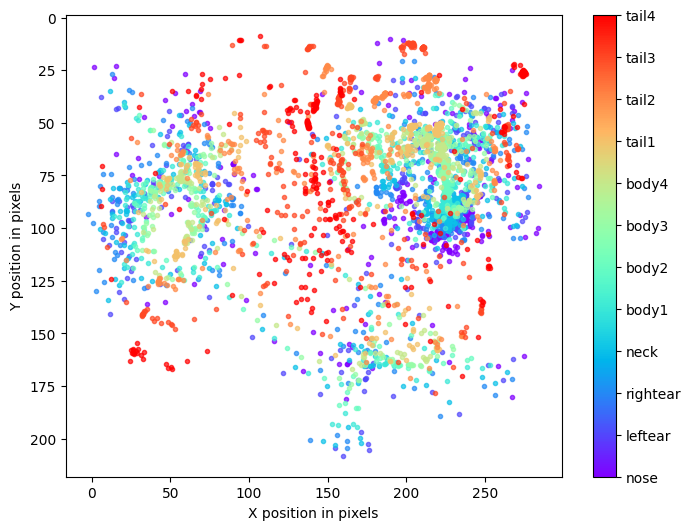 0
25
50
75
100
125
150
175
200
Y position in pixels
0
50
100
150
200
250
X position in pixels
tail4
tail3
tail2
tail1
body4
body3
body2
body1
neck
rightear
leftear
nose